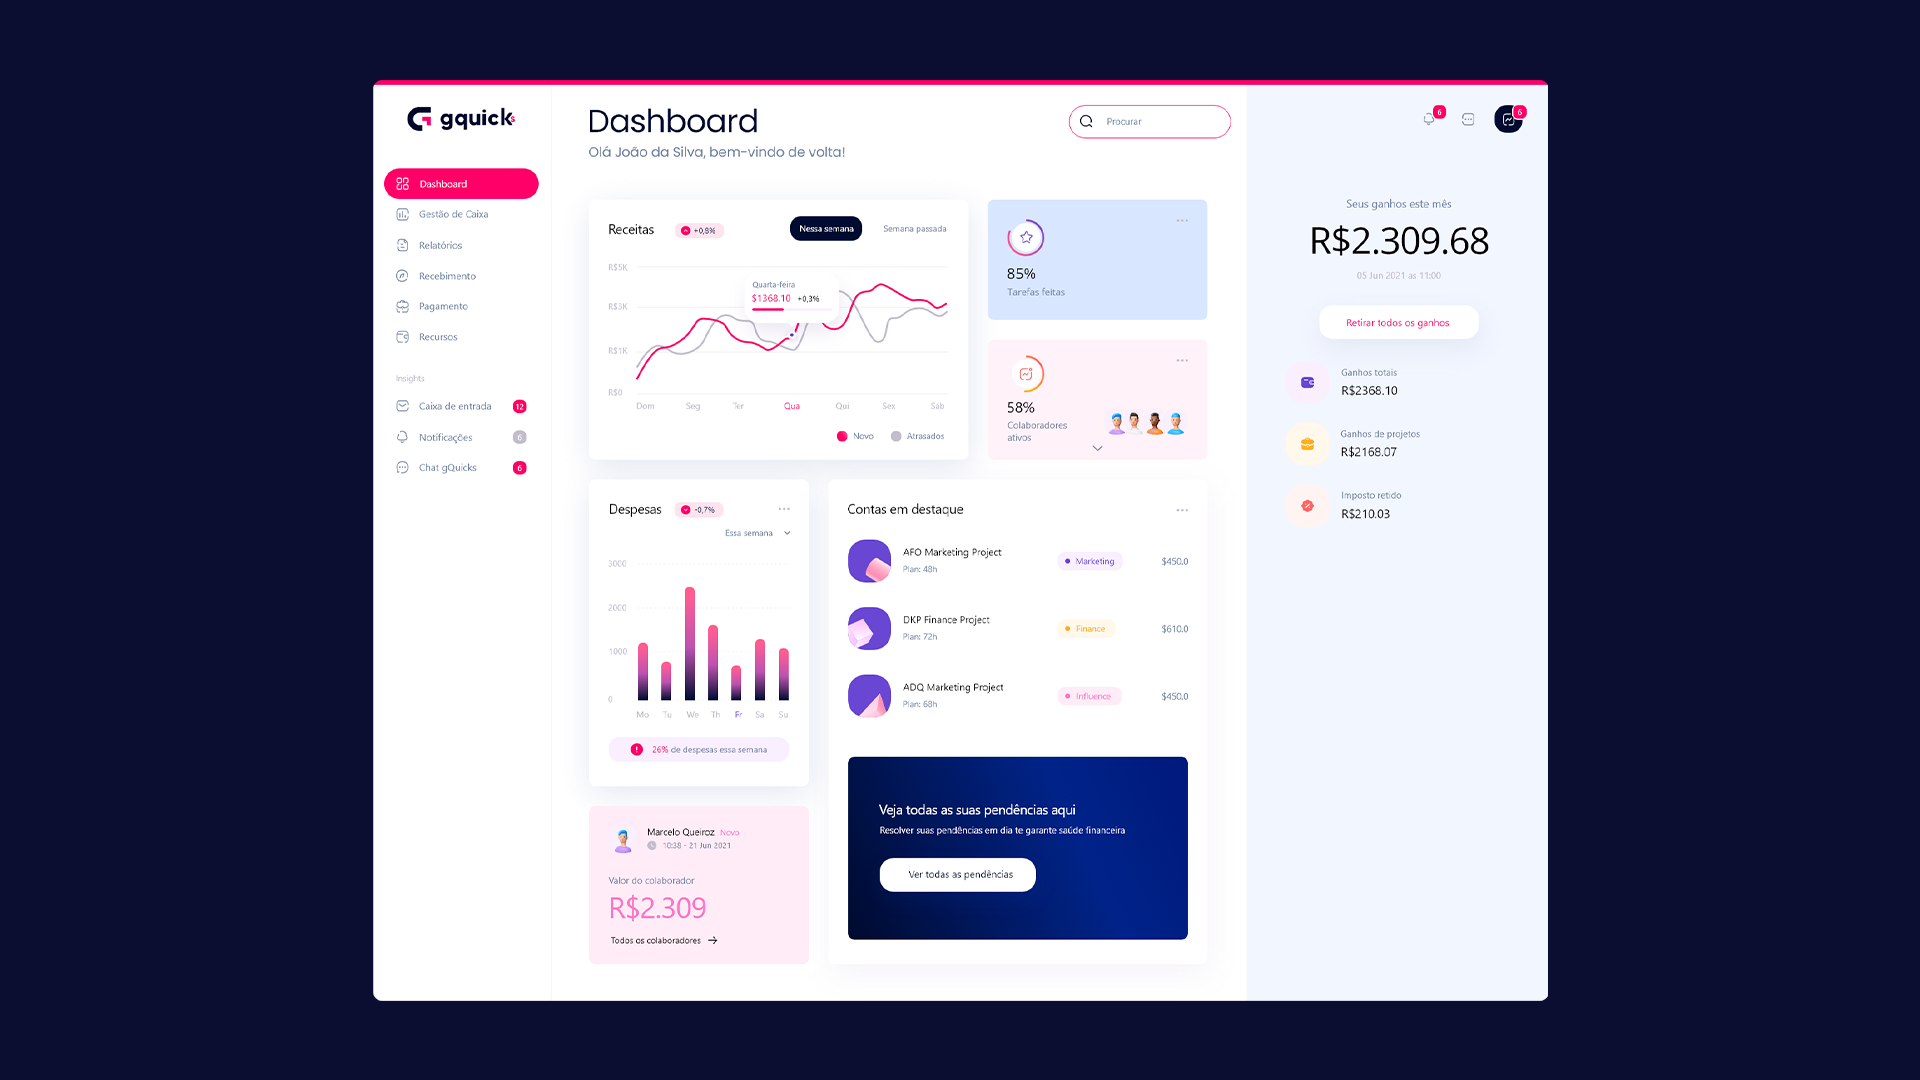 gquicks
Dashboard
Gestão de Caixa
Relatórios
Recebimento
Pagamento
Recursos
Insights
Caixa de entrada 12
Notificações 6
Chat gQuicks 6
Dashboard
Olá João da Silva, bem-vindo de volta!
Procurar
6
6
Receitas +0,8% Nessa semana Semana passada
R$5K
R$3K
R$1K
R$0
Quarta-feira
$1368.10 +0,3%
Dom Seg Ter Qua Qui Sex Sáb
Novo Atrasados
85%
Tarefas feitas
58%
Colaboradores
ativos
Despesas -0,7%
Essa semana
3000
2000
1000
0
Mo Tu We Th Fr Sa Su
26% de despesas essa semana
Contas em destaque
AFO Marketing Project
Plan: 48h
Marketing
$450.0
DKP Finance Project
Plan: 72h
Finance
$610.0
ADQ Marketing Project
Plan: 68h
Influence
$450.0
Marcelo Queiroz Novo
10:38 - 21 Jun 2021
Valor do colaborador
R$2.309
Todos os colaboradores
Veja todas as suas pendências aqui
Resolver suas pendências em dia te garante saúde financeira
Ver todas as pendências
Seus ganhos este mês
R$2.309.68
05 Jun 2021 as 11:00
Retirar todos os ganhos
Ganhos totais
R$2368.10
Ganhos de projetos
R$2168.07
Imposto retido
R$210.03